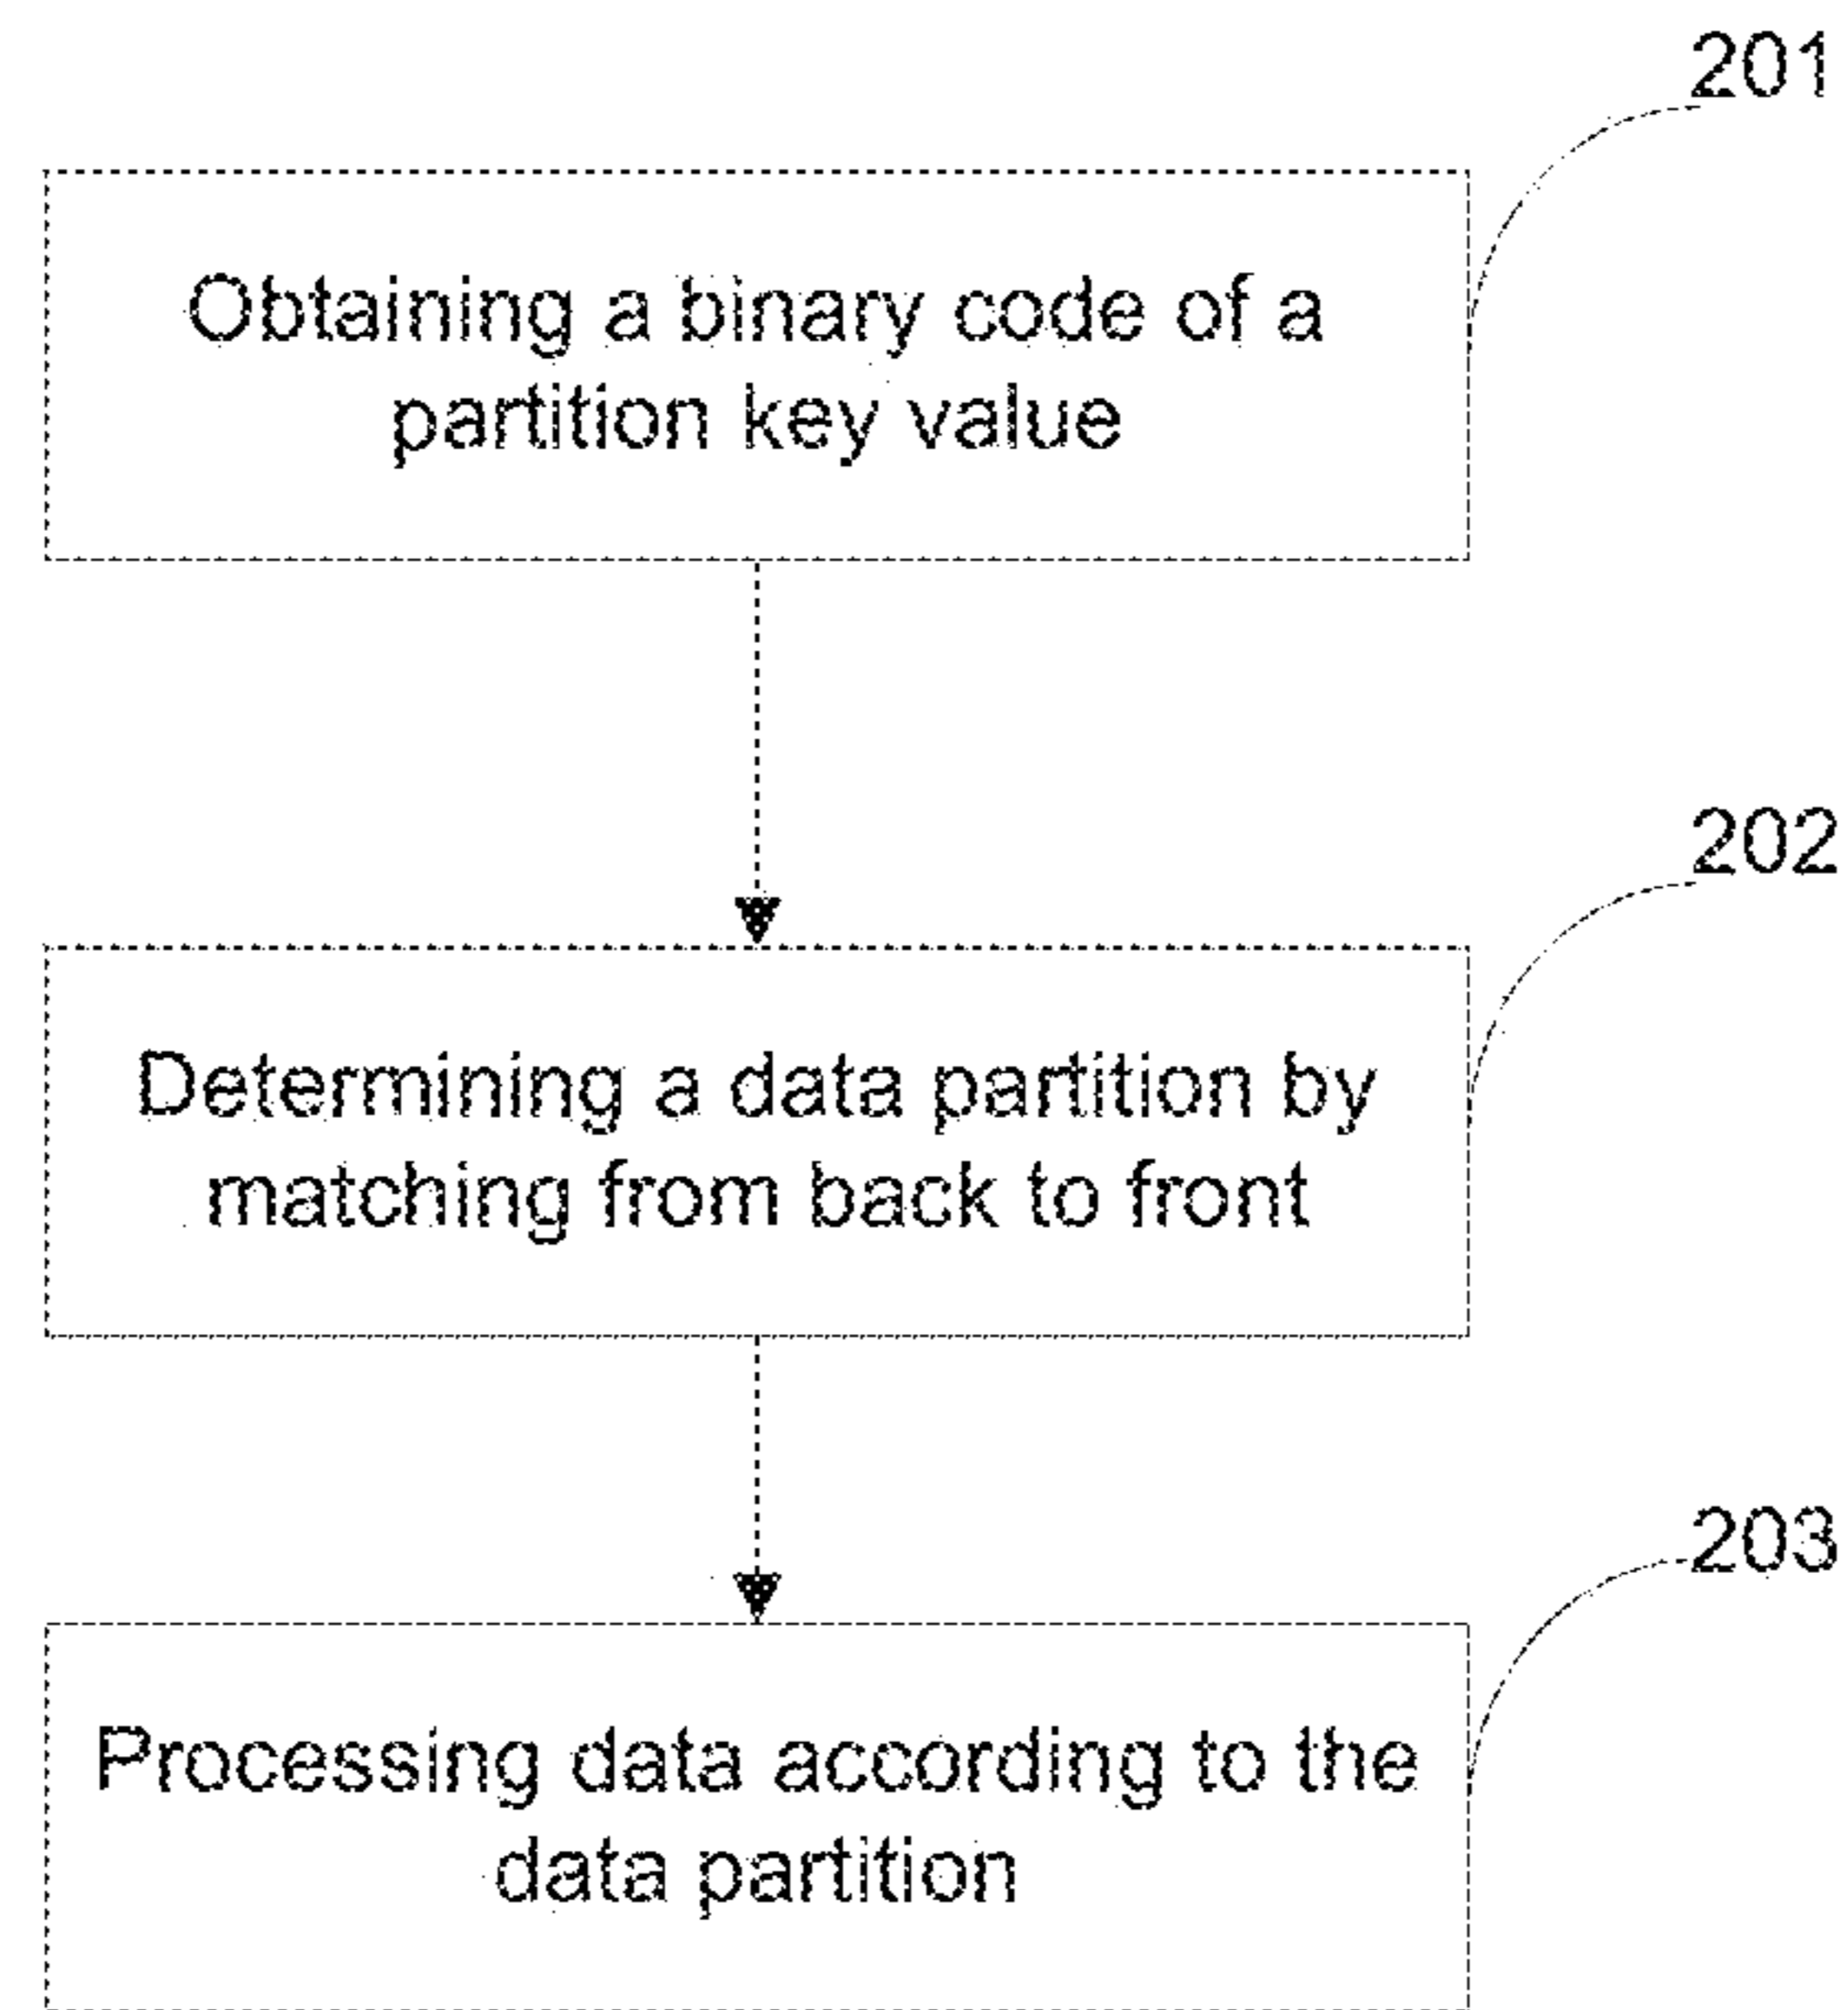 201
Obtaining a binary code of a
partition key value
202
Determining a data partition by
matching from back to front
203
Processing data according to the
data partition